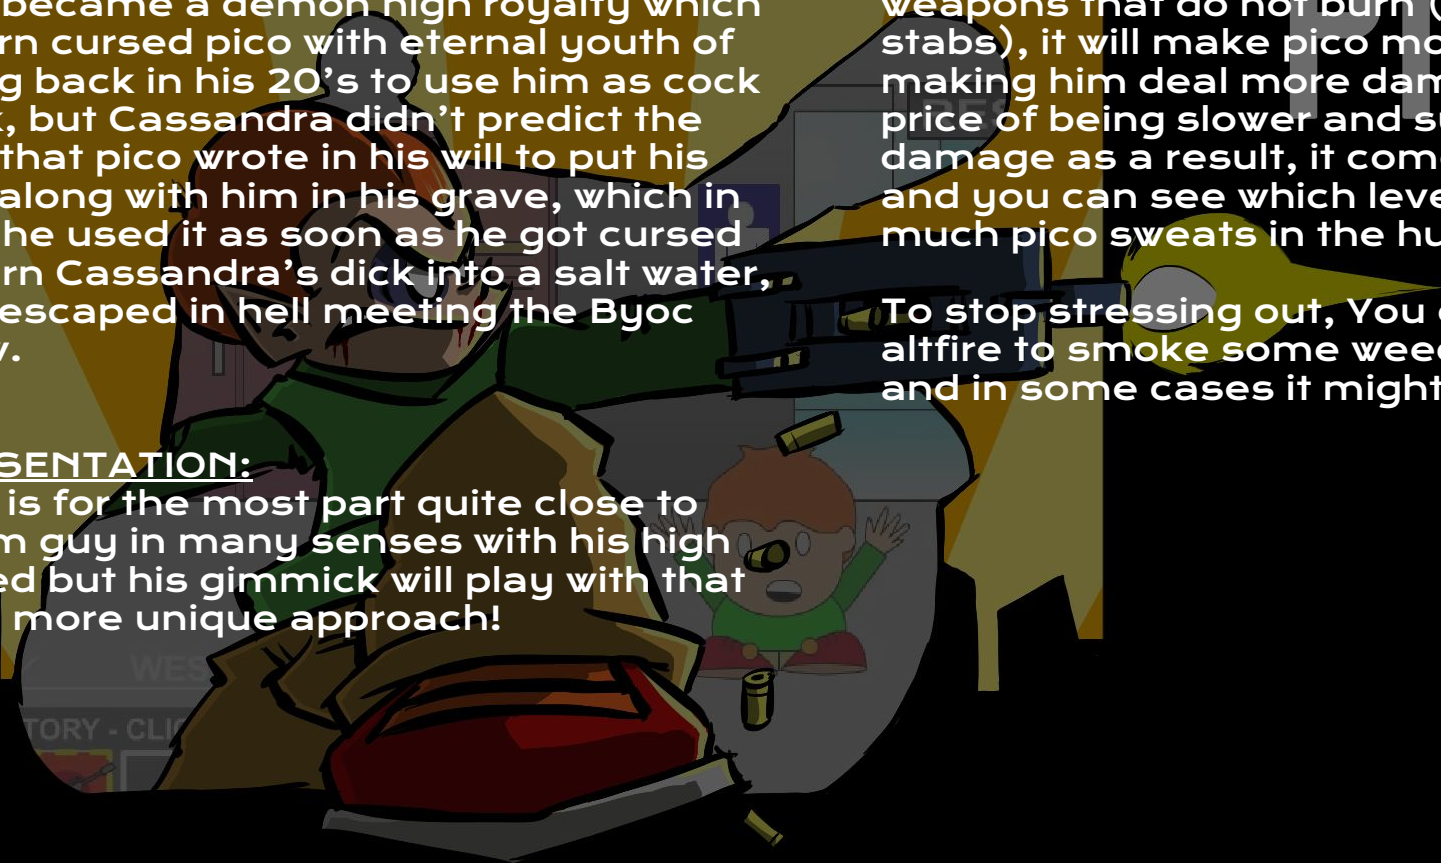 became a demon high royalty which
rn cursed pico with eternal youth of
g back in his 20's to use him as cock
, but Cassandra didn't predict the
that pico wrote in his will to put his
along with him in his grave, which in
he used it as soon as he got cursed
rn Cassandra's dick into a salt water,
escaped in hell meeting the Byoc
.
SENTATION:
is for the most part quite close to
m guy in many senses with his high
ed but his gimmick will play with that
more unique approach!
weapons that do not burn (
stabs), it will make pico mo
making him deal more dam
price of being slower and su
damage as a result, it com
and you can see which leve
much pico sweats in the hu
To stop stressing out, You
altfire to smoke some weed
and in some cases it might
RES
WES
TORY - CLIC